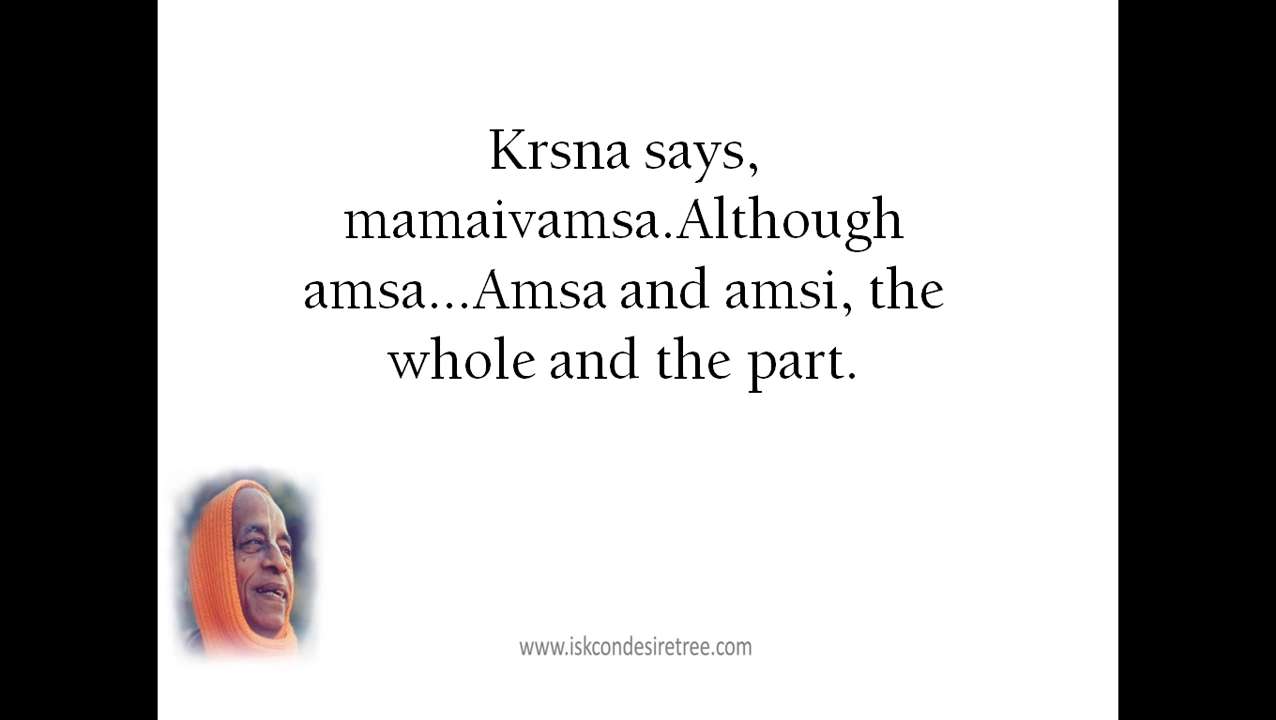 Krsna says,
mamaivamsa.Although
amsa...Amsa and amsi, the
whole and the part.
www.iskcondesiretree.com